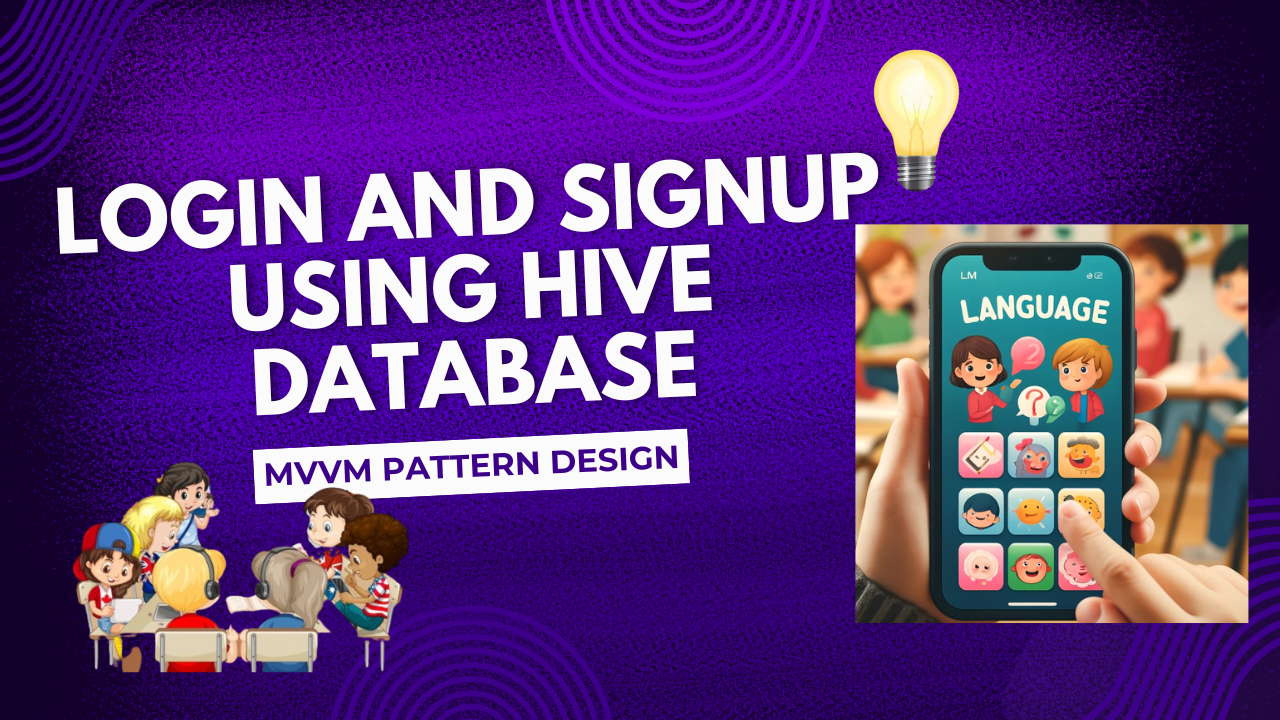 LOGIN AND SIGNUP
USING HIVE
DATABASE
MVVM PATTERN DESIGN
LM
LANGUAGE
?